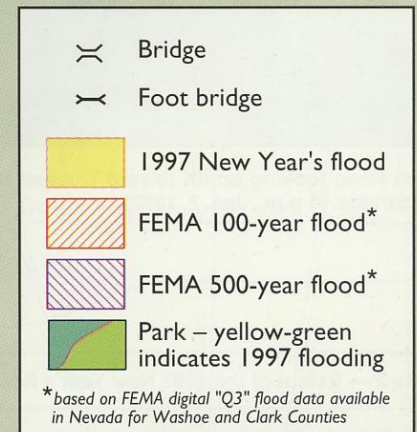 Bridge
Foot bridge
1997 New Year's flood
FEMA 100-year flood*
FEMA 500-year flood*
Park – yellow-green
indicates 1997 flooding
*based on FEMA digital "Q3" flood data available
in Nevada for Washoe and Clark Counties